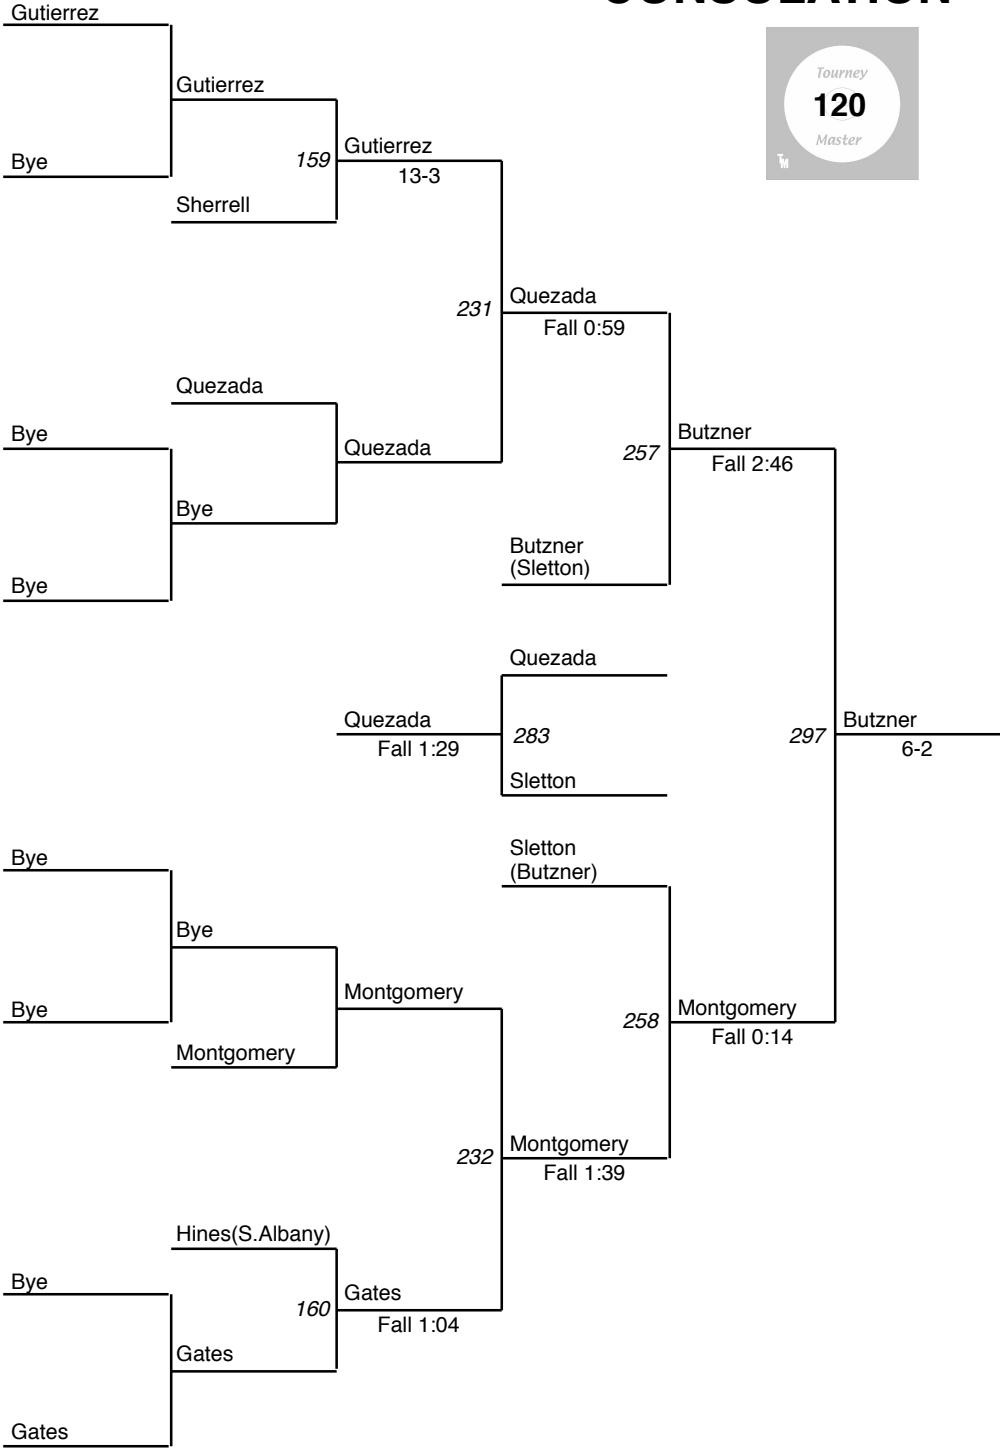 CONSOLATION
Gutierrez
Tourney
120
Master
TM
Gutierrez
Bye
159
Gutierrez
13-3
Sherrell
231
Quezada
Fall 0:59
Quezada
Bye
Quezada
257
Butzner
Fall 2:46
Bye
Butzner
(Sletton)
Bye
Quezada
Quezada
Fall 1:29
283
297
Butzner
6-2
Sletton
Sletton
(Butzner)
Bye
Bye
Montgomery
Bye
258
Montgomery
Fall 0:14
Montgomery
232
Montgomery
Fall 1:39
Hines(S.Albany)
Bye
160
Gates
Fall 1:04
Gates
Gates